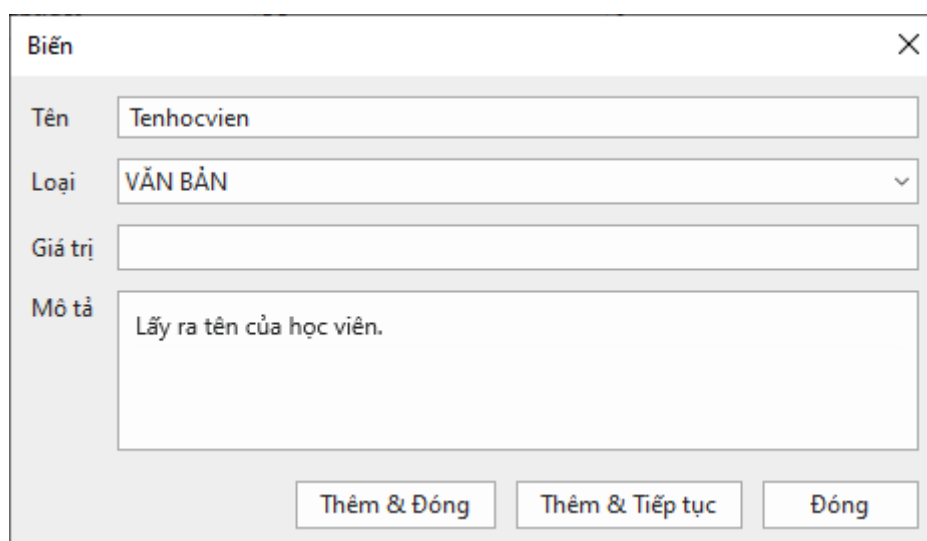 Biến
Tên Tenhocvien
Loại VĂN BẢN
Giá trị
Mô tả Lấy ra tên của học viên.
Thêm & Đóng Thêm & Tiếp tục Đóng